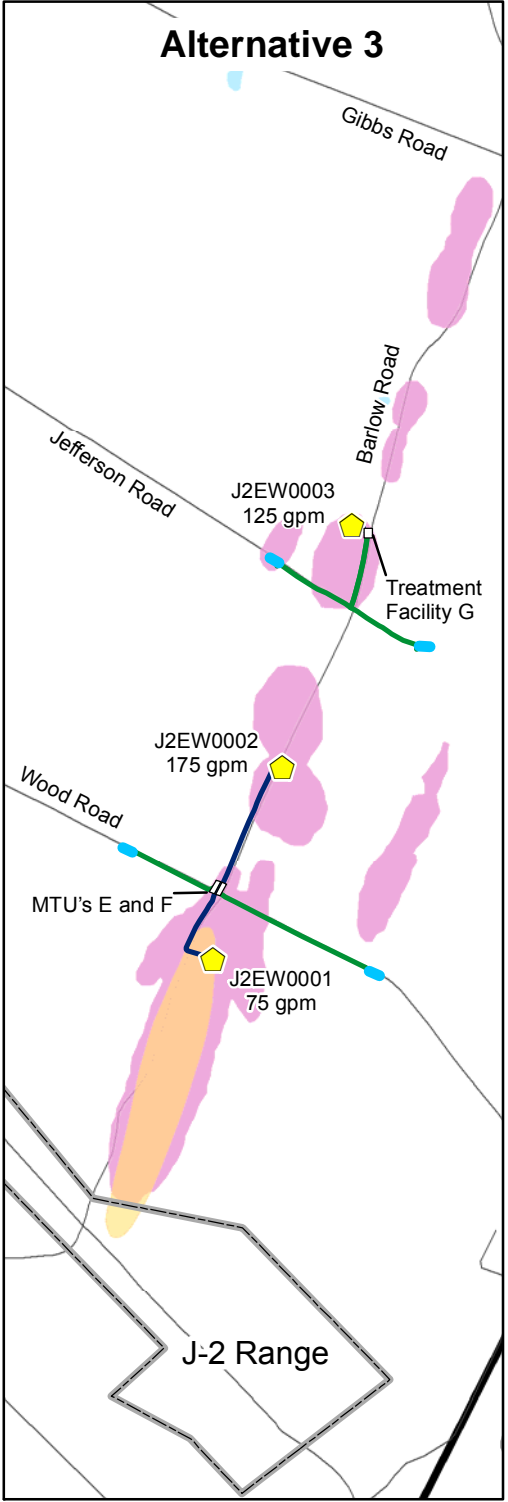 Alternative 3
Gibbs Road
Barlow Road
Jefferson Road
J2EW0003
125 gpm
Treatment
Facility G
J2EW0002
175 gpm
Wood Road
MTU's E and F
J2EW0001
75 gpm
J-2 Range